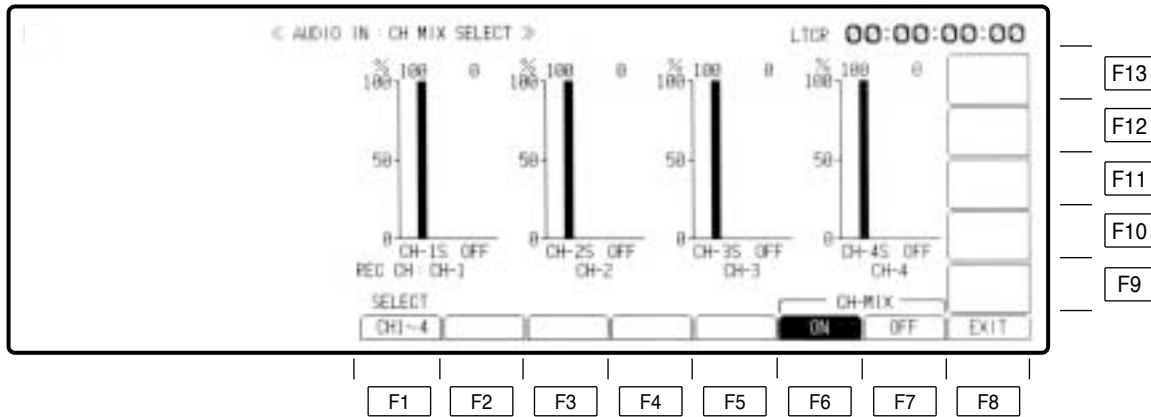 ≪ AUDIO IN : CH MIX SELECT ≫ LTCR 00:00:00:00
% 100 0 % 100 0 % 100 0 % 100 0
100 100 100 100
50 50 50 50
0 0 0 0
CH-1S OFF CH-2S OFF CH-3S OFF CH-4S OFF
REC CH : CH-1 CH-2 CH-3 CH-4
SELECT CH-MIX
CH1~4 ON OFF EXIT
F13
F12
F11
F10
F9
F1 F2 F3 F4 F5 F6 F7 F8